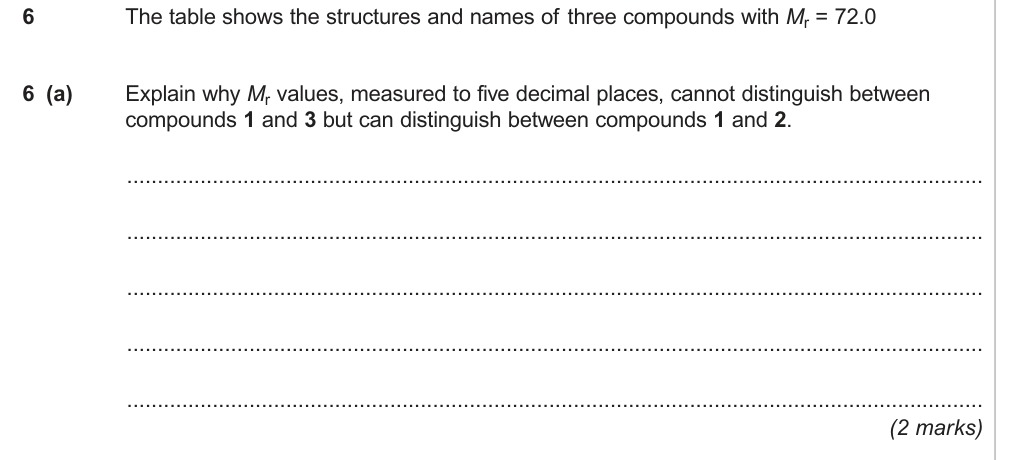 6 The table shows the structures and names of three compounds with Mr = 72.0
6 (a) Explain why Mr values, measured to five decimal places, cannot distinguish between
compounds 1 and 3 but can distinguish between compounds 1 and 2.
(2 marks)